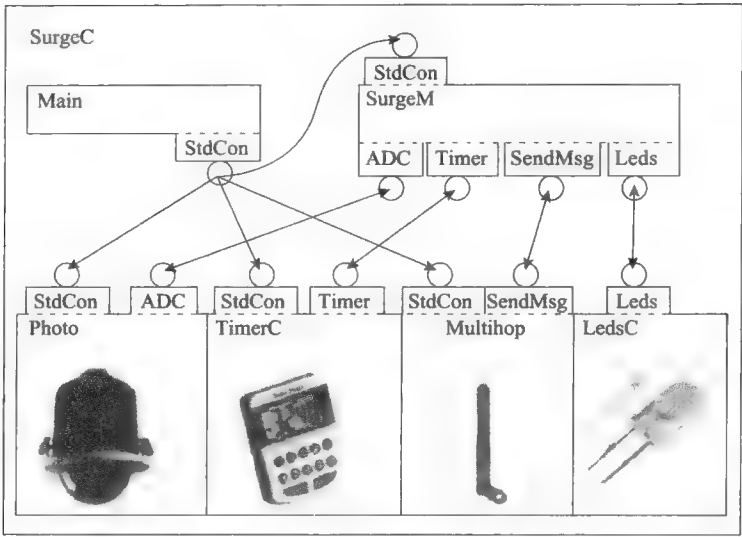 SurgeC
StdCon
Main
SurgeM
StdCon
ADC Timer SendMsg Leds
StdCon ADC StdCon Timer StdCon SendMsg Leds
Photo TimerC Multihop LedsC